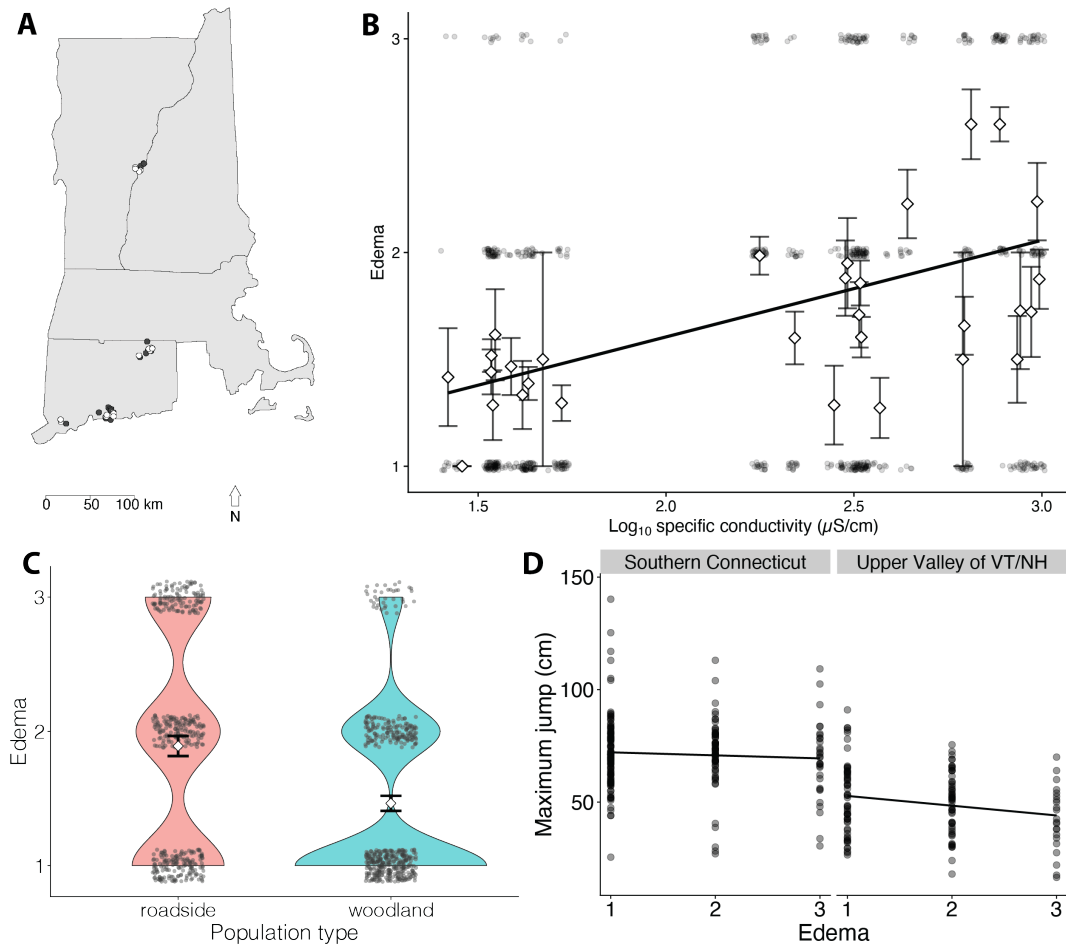 A
0 50 100 km
N
B
3
2
1
Edema
1.5 2.0 2.5 3.0
Log10 specific conductivity (µS/cm)
C
3
2
1
Edema
roadside woodland
Population type
D
Southern Connecticut Upper Valley of VT/NH
150
100
50
Maximum jump (cm)
1 2 3 1 2 3
Edema